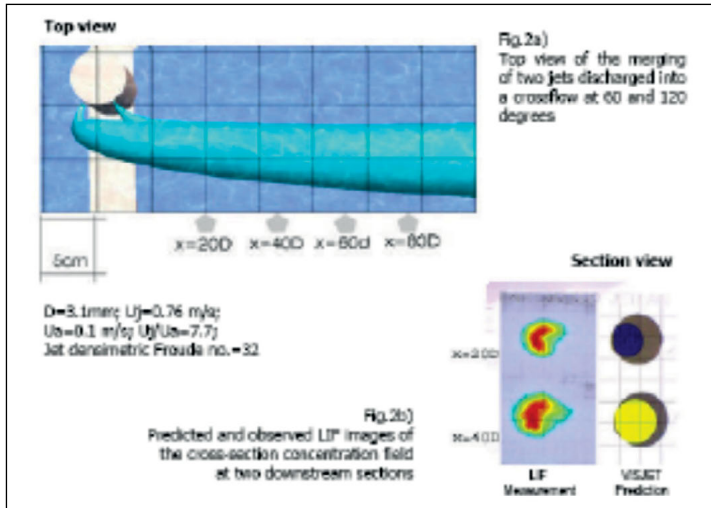 Top view
Fig.2a)
Top view of the merging
of two jets discharged into
a crossflow at 60 and 120
degrees
x=20D x=40D x=60d x=80D
5cm
Section view
D=3.1mm; Uj=0.76 m/s;
Ua=0.1 m/s; Uj/Ua=7.7;
Jet densimetric Froude no.=32
x=20D
Fig.2b)
Predicted and observed LIF images of
the cross-section concentration field
at two downstream sections
x=40D
LIF
Measurement
VISJET
Prediction